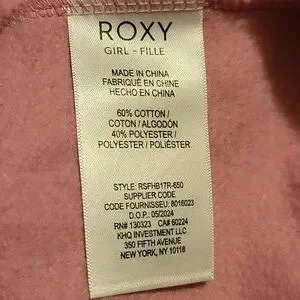 ROXY
GIRL - FILLE
MADE IN CHINA
FABRIQUÉ EN CHINE
HECHO EN CHINA
60% COTTON /
COTON / ALGODÓN
40% POLYESTER /
POLYESTER / POLIÉSTER
STYLE: RSFHB17R-650
SUPPLIER CODE
CODE FOURNISSEU: 8016023
D.O.P.: 05/2024
RN# 130323 CA# 60224
KHQ INVESTMENT LLC
350 FIFTH AVENUE
NEW YORK, NY 10118